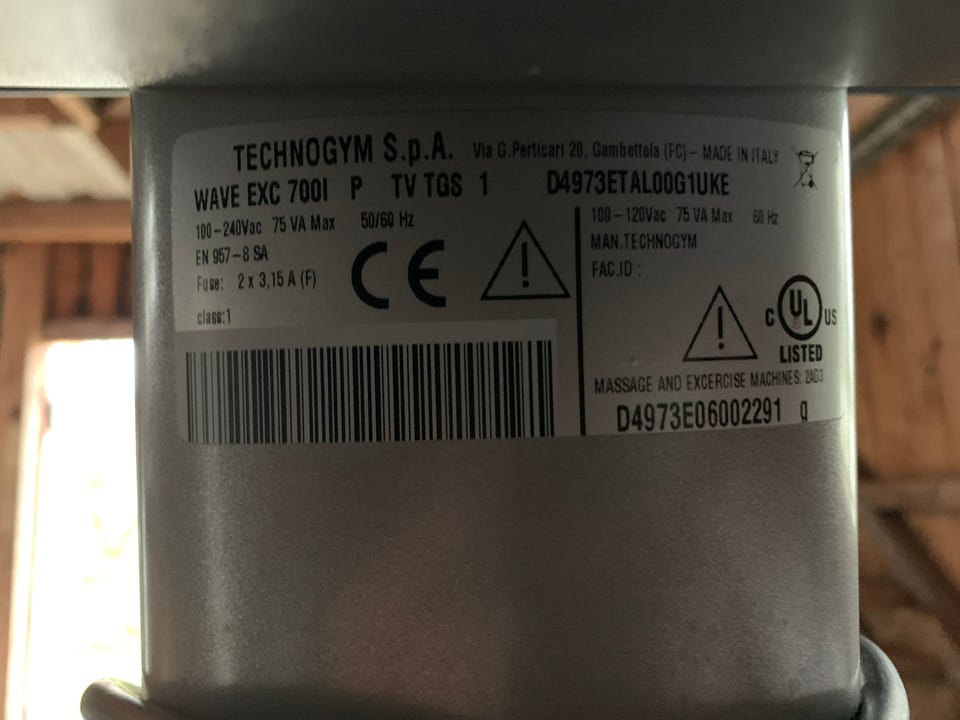 TECHNOGYM S.p.A. Via G.Perticari 20, Gambettola (FC) - MADE IN ITALY
WAVE EXC 700I P TV TGS 1 D4973ETAL00G1UKE
100-240Vac 75 VA Max 50/60 Hz
EN 957-8 SA
Fuse: 2 x 3,15 A (F)
class:1
CE
!
100-120Vac 75 VA Max 60 Hz
MAN.TECHNOGYM
FAC.ID :
!
C UL US
LISTED
MASSAGE AND EXCERCISE MACHINES: 2AD3
D4973E06002291 g